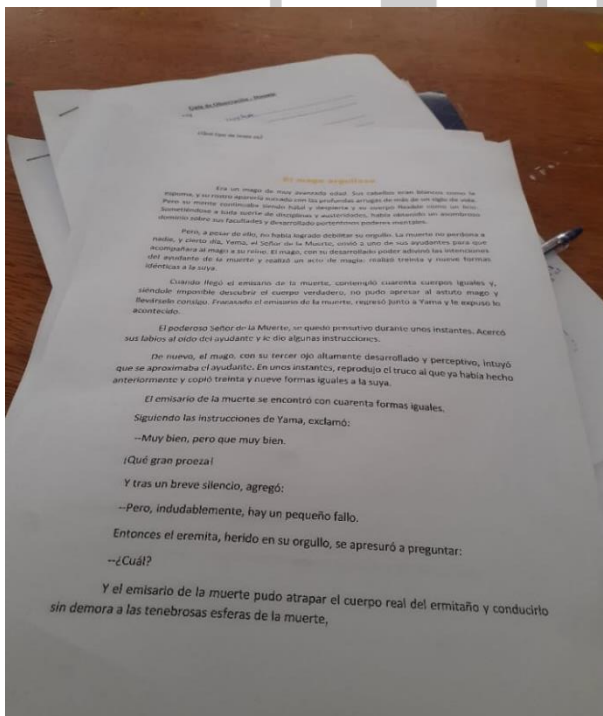 Guía de Observación - Docente
¿Qué tipo de texto es?
El mago orgulloso
Era un mago de muy avanzada edad. Sus cabellos eran blancos como la
espuma, y su rostro aparecía surcado con las profundas arrugas de más de un siglo de vida.
Pero su mente continuaba siendo hábil y despierta y su cuerpo flexible como un lirio.
Sometiéndose a toda suerte de disciplinas y austeridades, había obtenido un asombroso
dominio sobre sus facultades y desarrollado portentosos poderes mentales.
Pero, a pesar de ello, no había logrado debilitar su orgullo. La muerte no perdona a
nadie, y cierto día, Yama, el Señor de la Muerte, envió a uno de sus ayudantes para que
acompañara al mago a su reino. El mago, con su desarrollado poder adivinó las intenciones
del ayudante de la muerte y realizó un acto de magia: realizó treinta y nueve formas
idénticas a la suya.
Cuando llegó el emisario de la muerte, contempló cuarenta cuerpos iguales y,
siéndole imposible descubrir el cuerpo verdadero, no pudo apresar al astuto mago y
llevárselo consigo. Fracasado el emisario de la muerte, regresó junto a Yama y le expuso lo
acontecido.
El poderoso Señor de la Muerte, se quedó pensativo durante unos instantes. Acercó
sus labios al oído del ayudante y le dio algunas instrucciones.
De nuevo, el mago, con su tercer ojo altamente desarrollado y perceptivo, intuyó
que se aproximaba el ayudante. En unos instantes, reprodujo el truco al que ya había hecho
anteriormente y copió treinta y nueve formas iguales a la suya.
El emisario de la muerte se encontró con cuarenta formas iguales.
Siguiendo las instrucciones de Yama, exclamó:
--Muy bien, pero que muy bien.
¡Qué gran proeza!
Y tras un breve silencio, agregó:
--Pero, indudablemente, hay un pequeño fallo.
Entonces el eremita, herido en su orgullo, se apresuró a preguntar:
--¿Cuál?
Y el emisario de la muerte pudo atrapar el cuerpo real del ermitaño y conducirlo
sin demora a las tenebrosas esferas de la muerte,